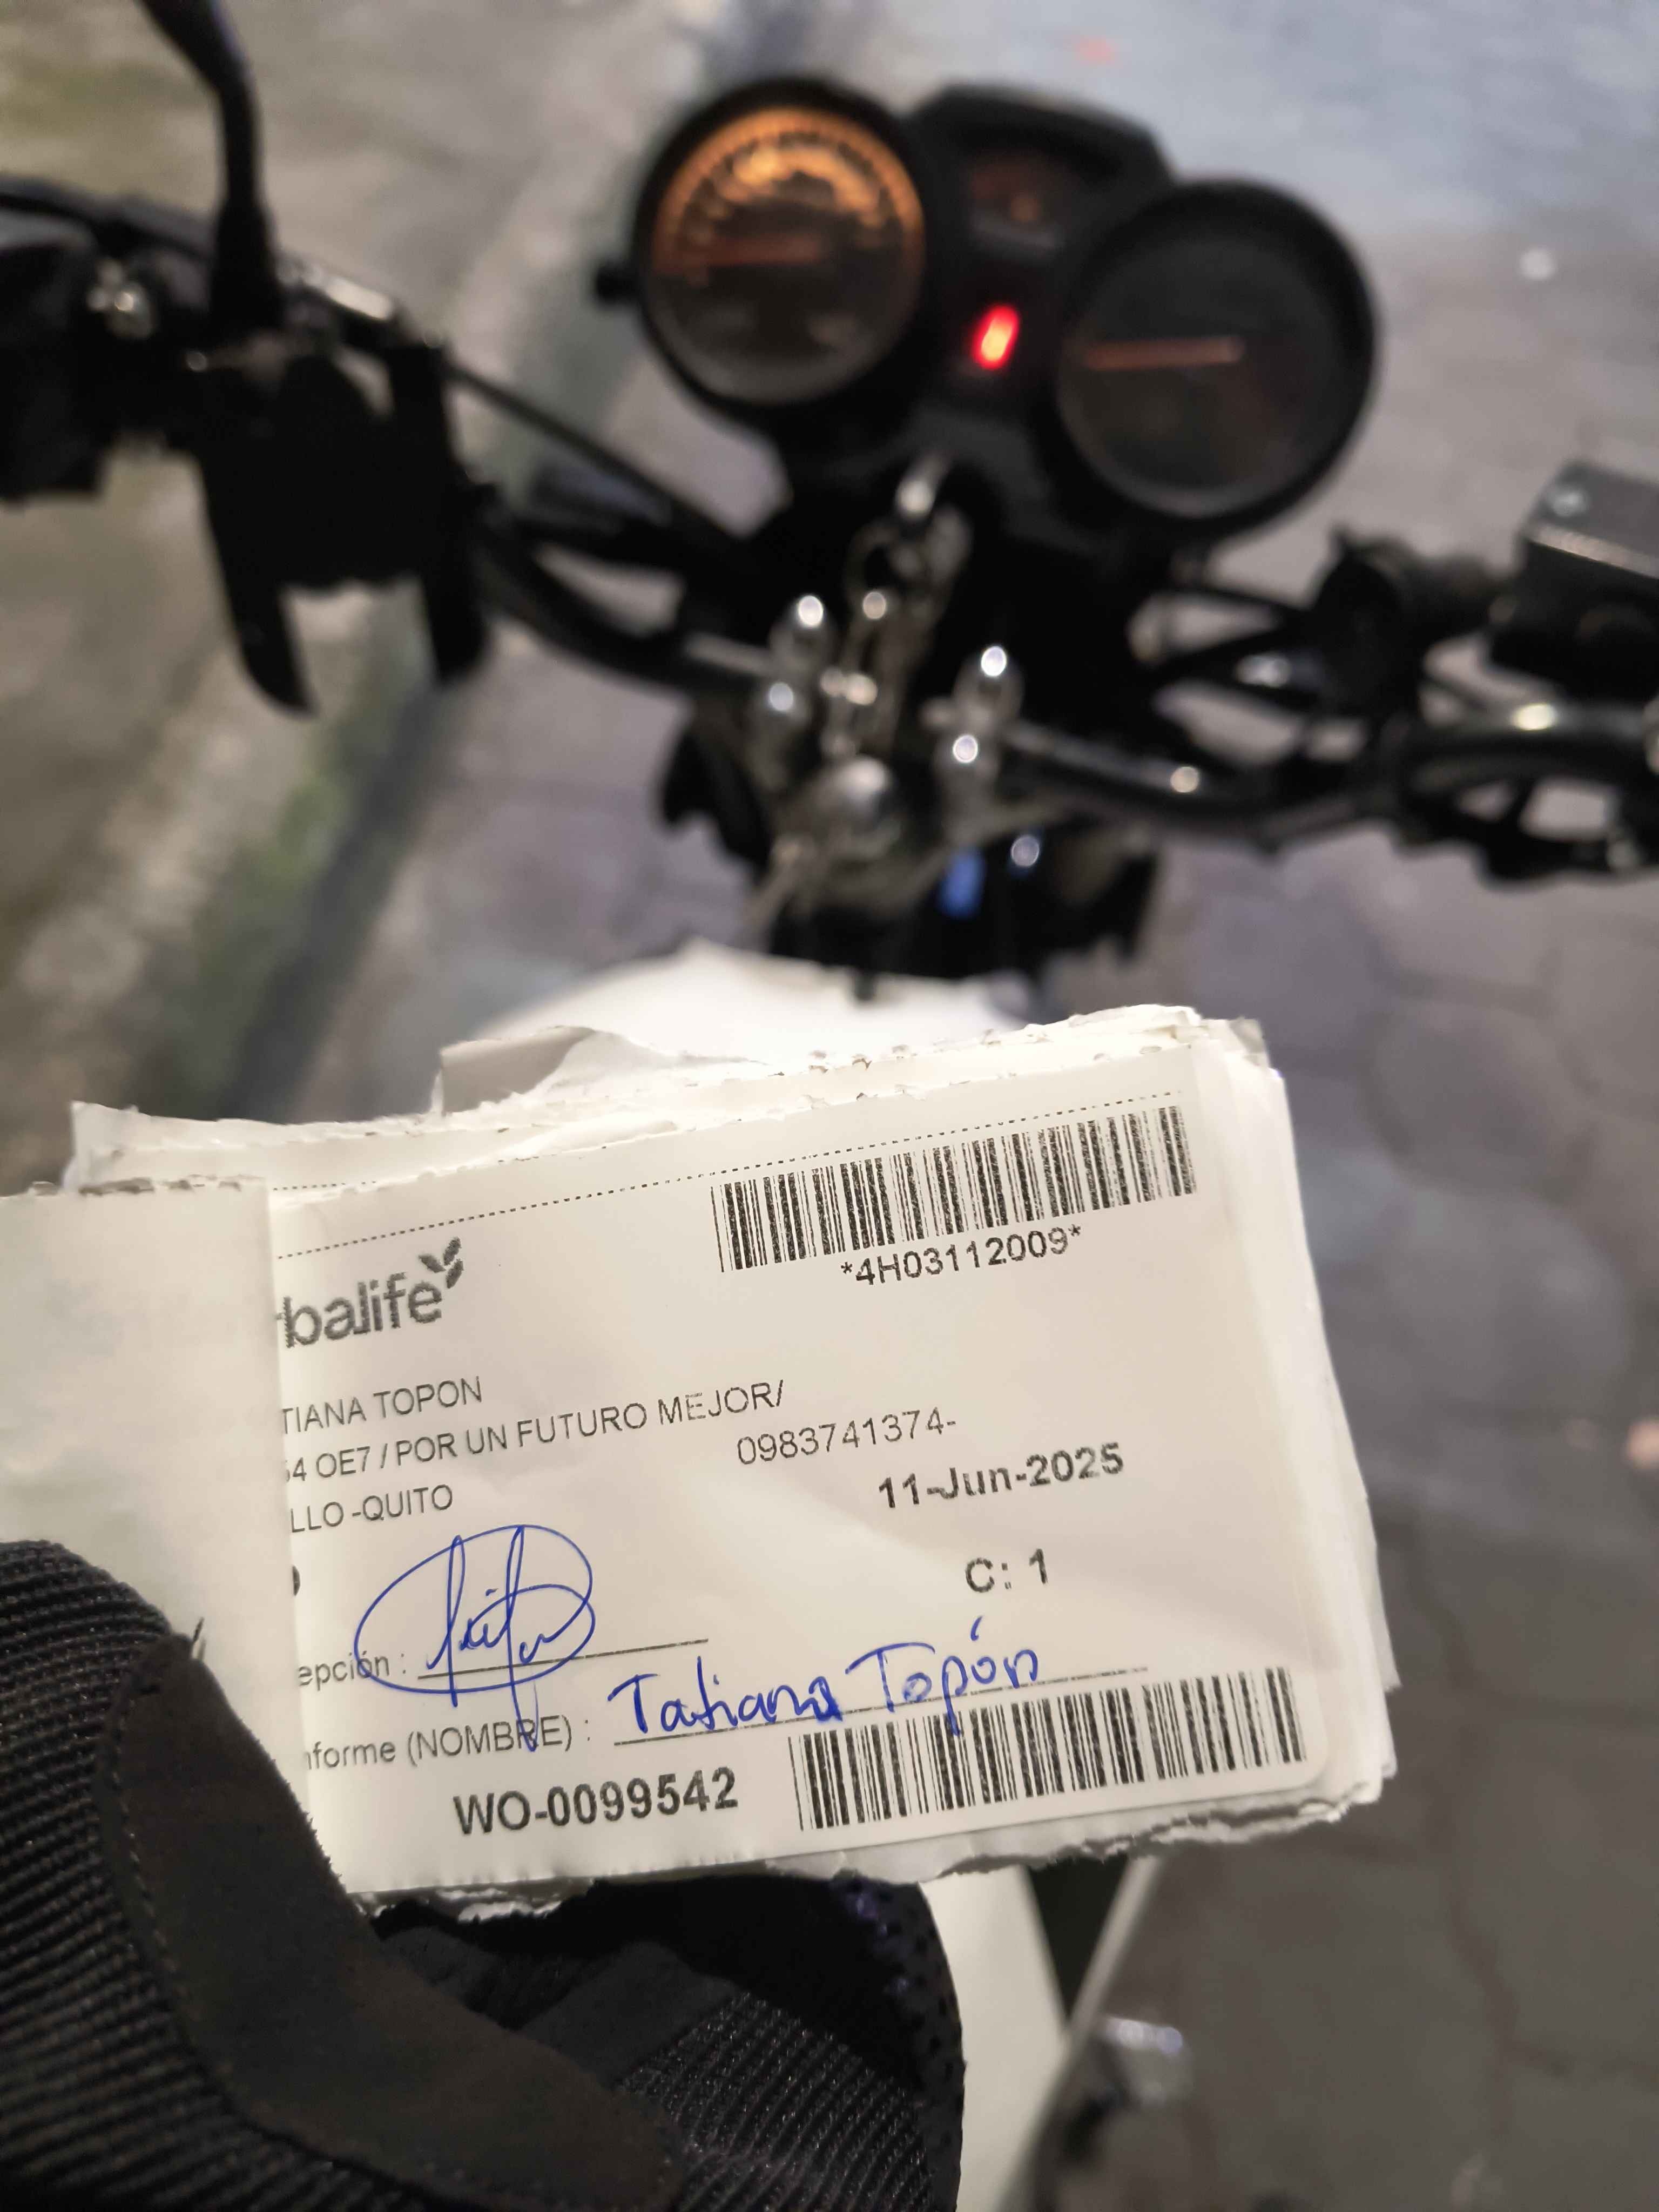 *4H03112009*
rbalife
TIANA TOPON
54 OE7 / POR UN FUTURO MEJOR/
0983741374-
LLO -QUITO
11-Jun-2025
C: 1
epción :
nforme (NOMBRE) : Tatiana Topón
WO-0099542